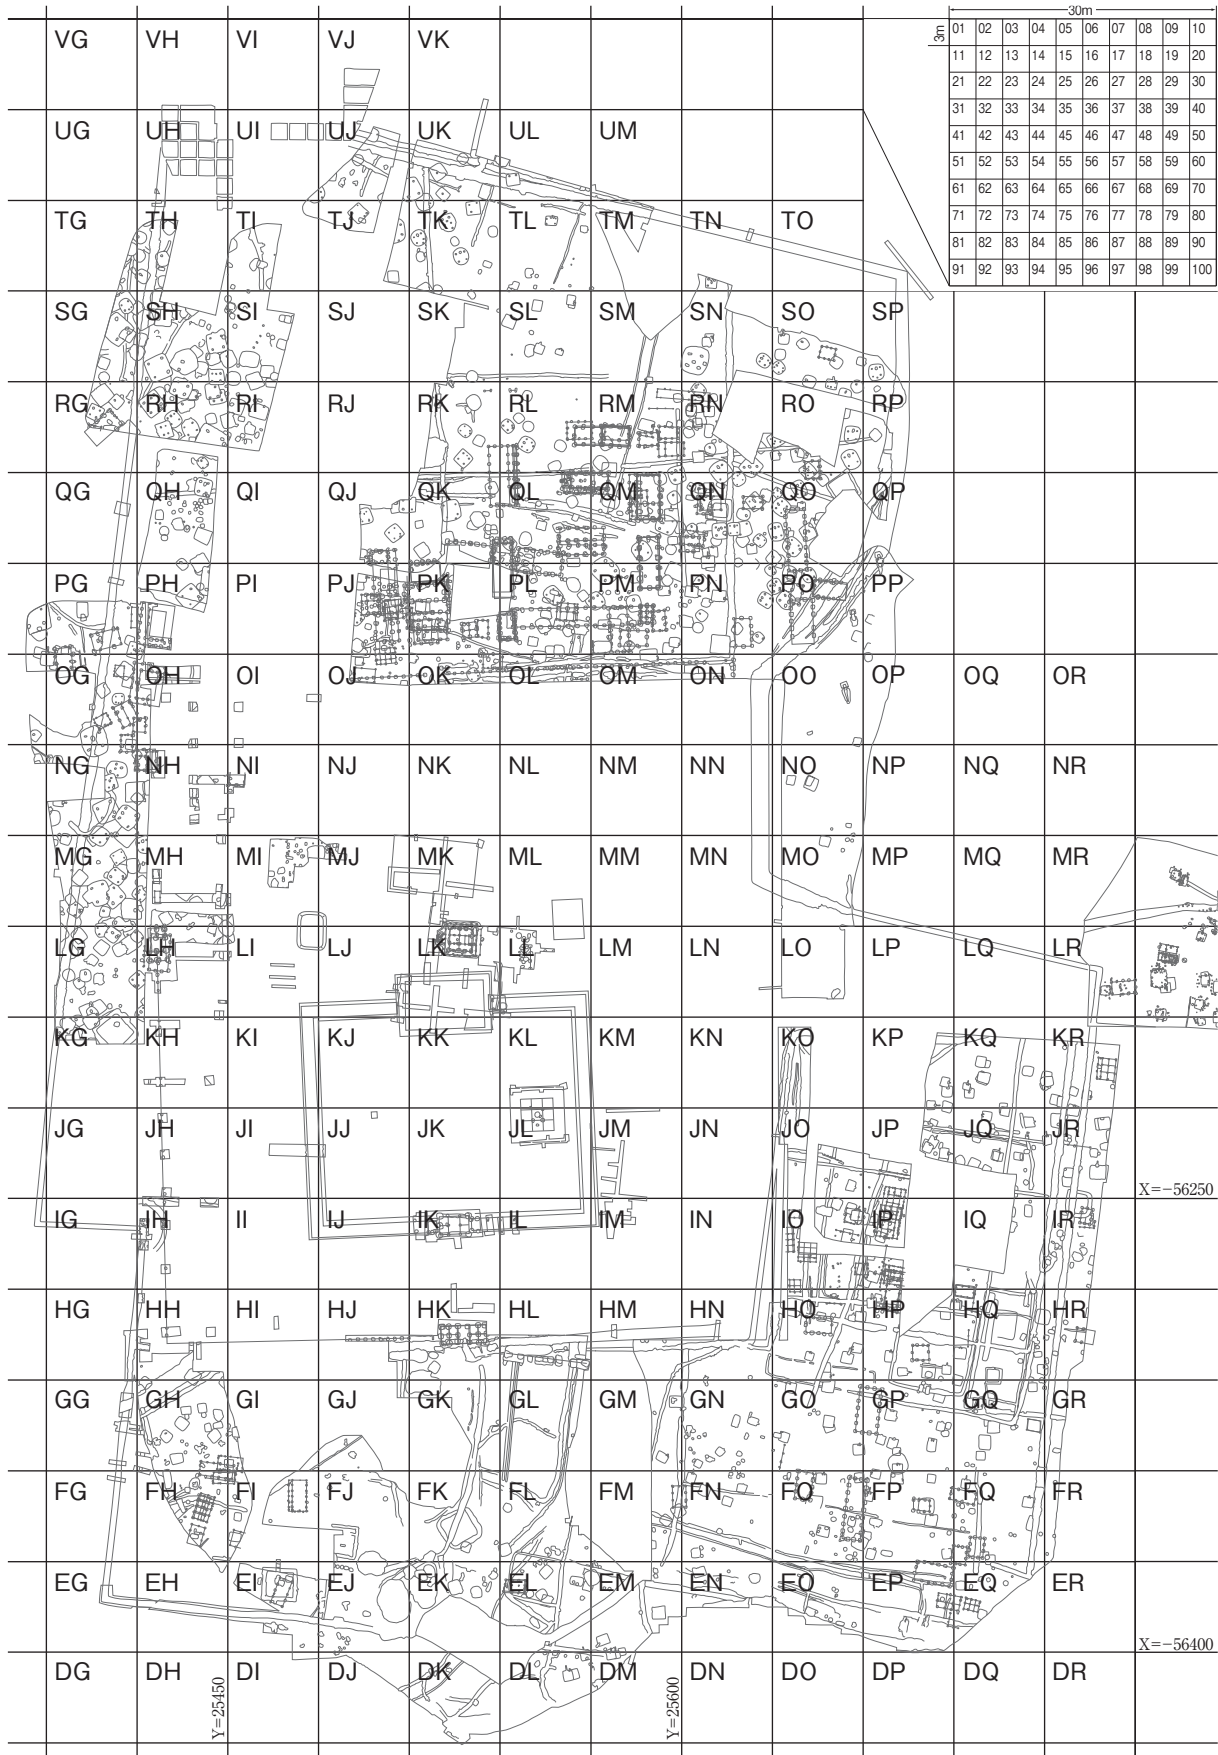 30m
3m
01 02 03 04 05 06 07 08 09 10
11 12 13 14 15 16 17 18 19 20
21 22 23 24 25 26 27 28 29 30
31 32 33 34 35 36 37 38 39 40
41 42 43 44 45 46 47 48 49 50
51 52 53 54 55 56 57 58 59 60
61 62 63 64 65 66 67 68 69 70
71 72 73 74 75 76 77 78 79 80
81 82 83 84 85 86 87 88 89 90
91 92 93 94 95 96 97 98 99 100
VG VH VI VJ VK
UG UH UI UJ UK UL UM
TG TH TI TJ TK TL TM TN TO
SG SH SI SJ SK SL SM SN SO SP
RG RH RI RJ RK RL RM RN RO RP
QG QH QI QJ QK QL QM QN QO QP
PG PH PI PJ PK PL PM PN PO PP
OG OH OI OJ OK OL OM ON OO OP OQ OR
NG NH NI NJ NK NL NM NN NO NP NQ NR
MG MH MI MJ MK ML MM MN MO MP MQ MR
LG LH LI LJ LK LL LM LN LO LP LQ LR
KG KH KI KJ KK KL KM KN KO KP KQ KR
JG JH JI JJ JK JL JM JN JO JP JQ JR
X=-56250
IG IH II IJ IK IL IM IN IO IP IQ IR
HG HH HI HJ HK HL HM HN HO HP HQ HR
GG GH GI GJ GK GL GM GN GO GP GQ GR
FG FH FI FJ FK FL FM FN FO FP FQ FR
EG EH EI EJ EK EL EM EN EO EP EQ ER
X=-56400
DG DH DI DJ DK DL DM DN DO DP DQ DR
Y=25450
Y=25600